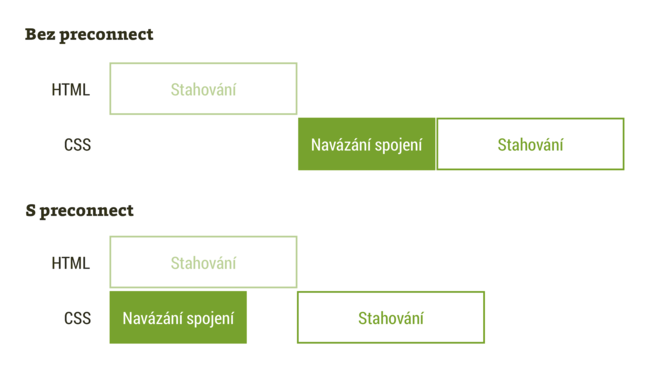 Bez preconnect
HTML Stahování
CSS Navázání spojení Stahování
S preconnect
HTML Stahování
CSS Navázání spojení Stahování